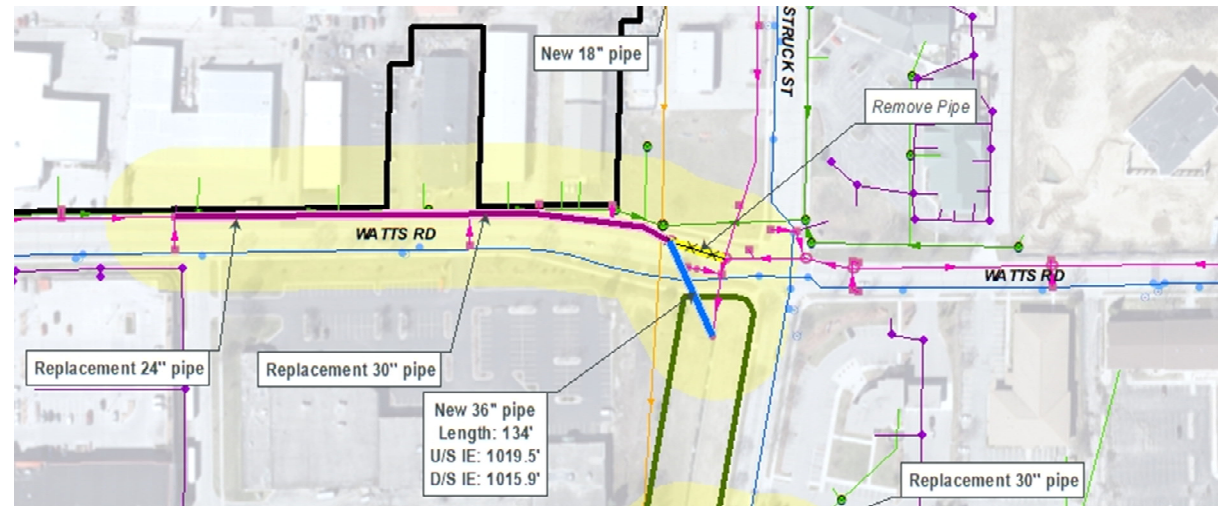 New 18" pipe
STRUCK ST
Remove Pipe
WATTS RD
WATTS RD
Replacement 24" pipe
Replacement 30" pipe
New 36" pipe
Length: 134'
U/S IE: 1019.5'
D/S IE: 1015.9'
Replacement 30" pipe